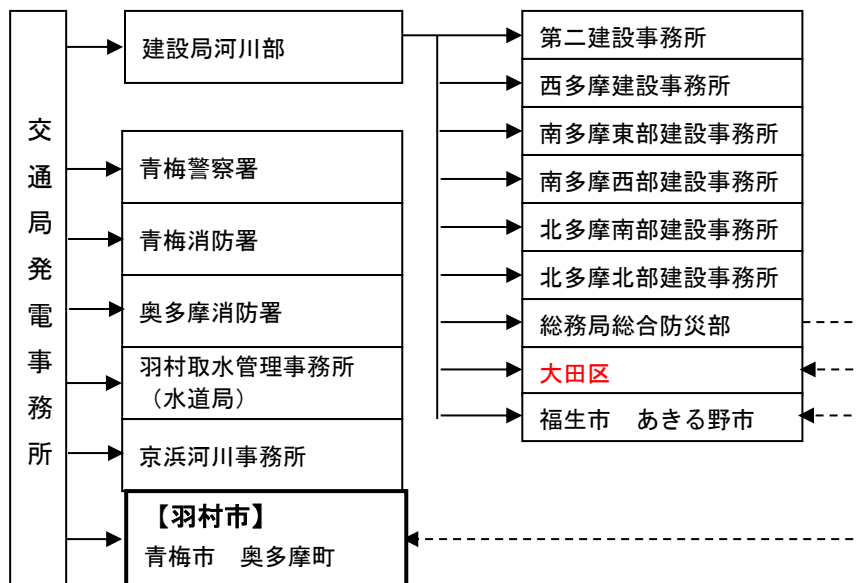 交通局発電事務所
建設局河川部
青梅警察署
青梅消防署
奥多摩消防署
羽村取水管理事務所
（水道局）
京浜河川事務所
【羽村市】
青梅市　奥多摩町
第二建設事務所
西多摩建設事務所
南多摩東部建設事務所
南多摩西部建設事務所
北多摩南部建設事務所
北多摩北部建設事務所
総務局総合防災部
大田区
福生市　あきる野市